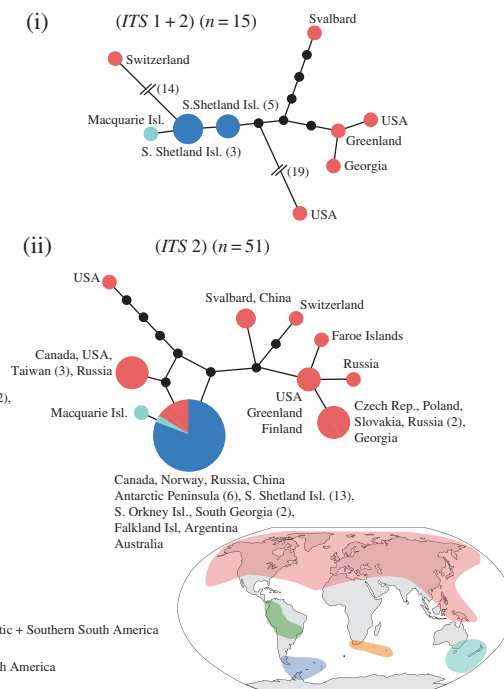 (i)
(ITS 1 + 2) (n = 15)
Svalbard
Switzerland
(14)
S.Shetland Isl. (5)
Macquarie Isl.
USA
Greenland
S. Shetland Isl. (3)
Georgia
(19)
USA
(ii)
(ITS 2) (n = 51)
USA
Svalbard, China
Switzerland
Faroe Islands
Canada, USA,
Taiwan (3), Russia
Russia
2),
Macquarie Isl.
USA
Greenland
Finland
Czech Rep., Poland,
Slovakia, Russia (2),
Georgia
Canada, Norway, Russia, China
Antarctic Peninsula (6), S. Shetland Isl. (13),
S. Orkney Isl., South Georgia (2),
Falkland Isl, Argentina
Australia
tic + Southern South America
h America